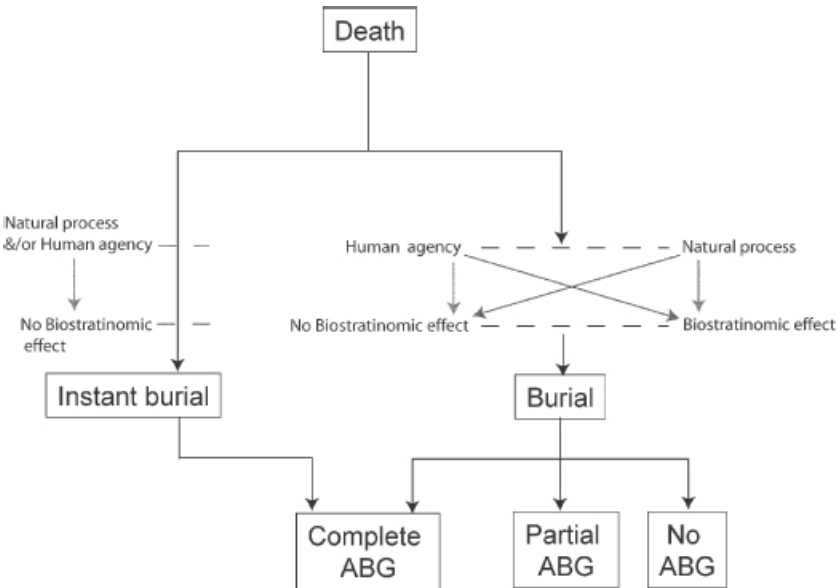 Death
Natural process
&/or Human agency
Human agency
Natural process
No Biostratinomic
effect
No Biostratinomic effect
Biostratinomic effect
Instant burial
Burial
Complete
ABG
Partial
ABG
No
ABG